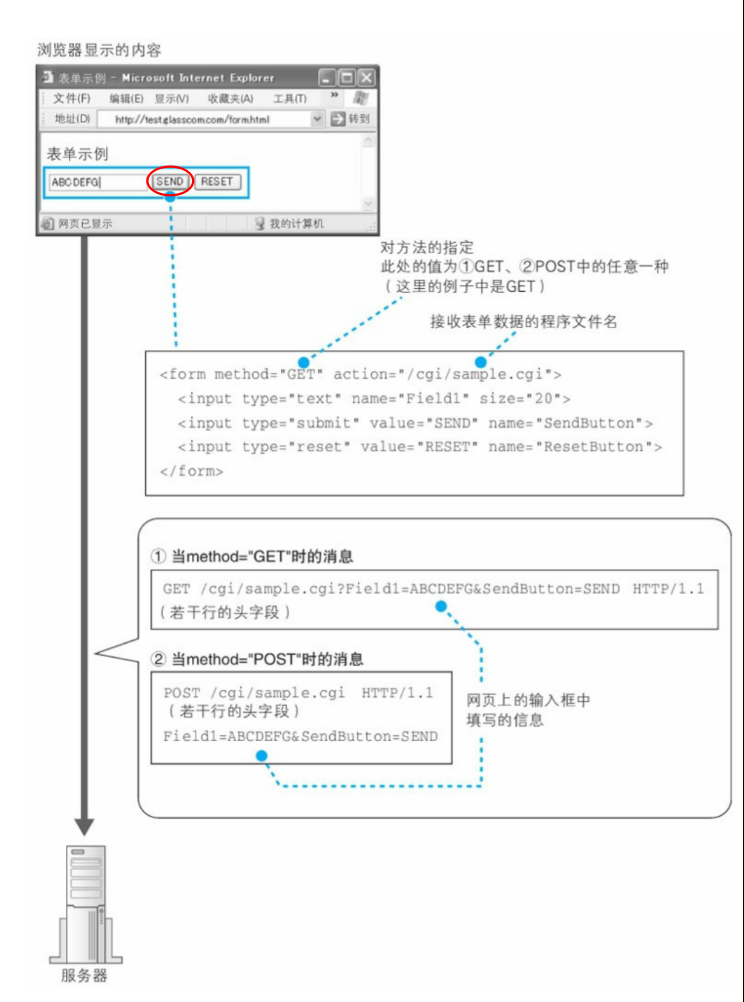 浏览器显示的内容
表单示例 - Microsoft Internet Explorer
文件(F) 编辑(E) 显示(V) 收藏夹(A) 工具(T) »
地址(D) http://test.glasscom.com/form.html 转到
表单示例
ABCDEFG SEND RESET
网页已显示 我的计算机
对方法的指定
此处的值为①GET、②POST中的任意一种
（这里的例子中是GET）
接收表单数据的程序文件名
<form method="GET" action="/cgi/sample.cgi">
<input type="text" name="Field1" size="20">
<input type="submit" value="SEND" name="SendButton">
<input type="reset" value="RESET" name="ResetButton">
</form>
① 当method="GET"时的消息
GET /cgi/sample.cgi?Field1=ABCDEFG&SendButton=SEND HTTP/1.1
（若干行的头字段）
② 当method="POST"时的消息
POST /cgi/sample.cgi HTTP/1.1
（若干行的头字段）
Field1=ABCDEFG&SendButton=SEND
网页上的输入框中
填写的信息
服务器